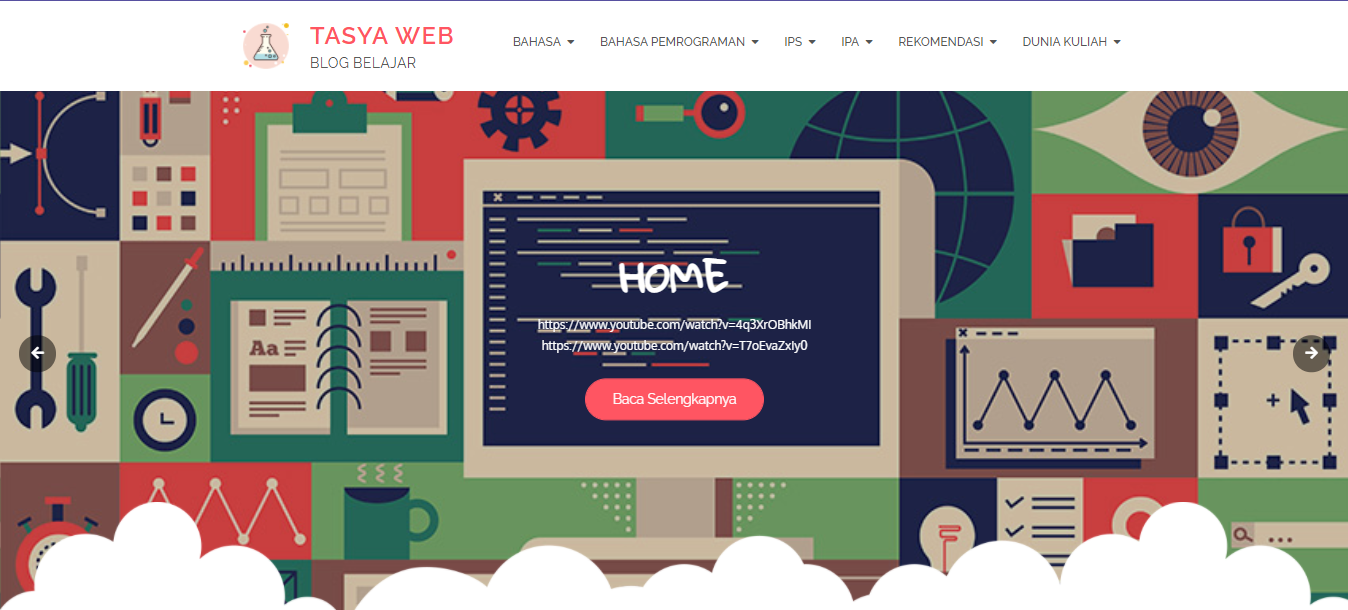 TASYA WEB
BLOG BELAJAR
BAHASA
BAHASA PEMROGRAMAN
IPS
IPA
REKOMENDASI
DUNIA KULIAH
HOME
https://www.youtube.com/watch?v=4q3XrOBhkMI
https://www.youtube.com/watch?v=T7oEvaZxIy0
Aa
Baca Selengkapnya